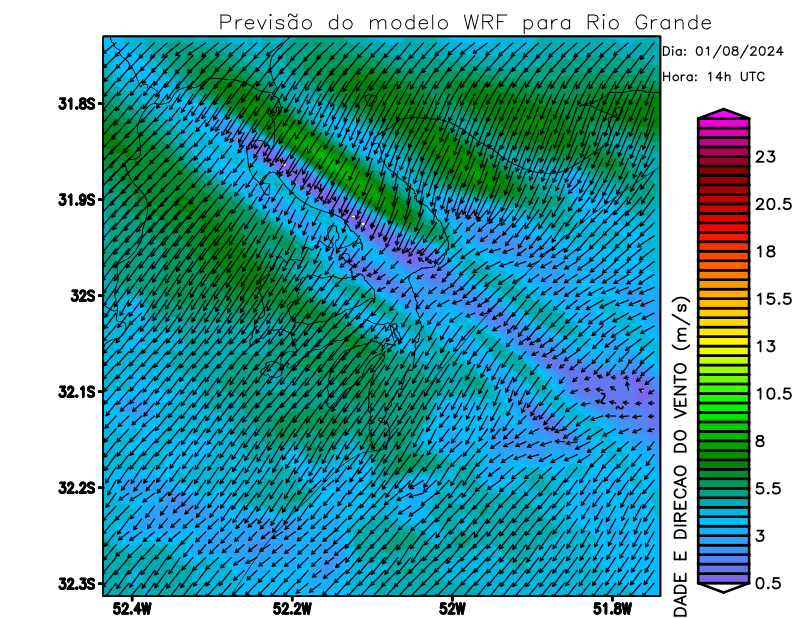 Previsão do modelo WRF para Rio Grande
Dia: 01/08/2024
Hora: 14h UTC
31.8S
31.9S
32S
32.1S
32.2S
32.3S
52.4W
52.2W
52W
51.8W
23
20.5
18
15.5
13
10.5
8
5.5
3
0.5
DADE E DIRECAO DO VENTO (m/s)